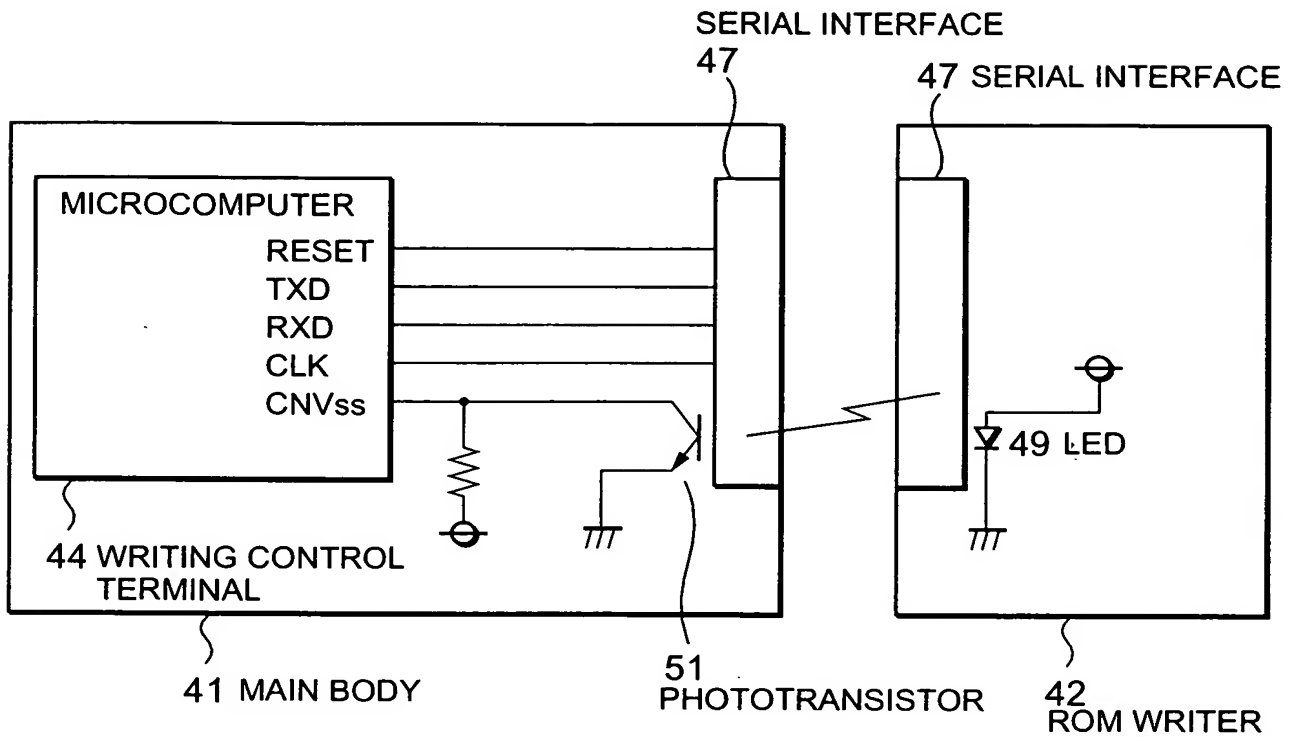 SERIAL INTERFACE
47
47 SERIAL INTERFACE
MICROCOMPUTER
RESET
TXD
RXD
CLK
CNVss
49 LED
44 WRITING CONTROL
TERMINAL
41 MAIN BODY
51
PHOTOTRANSISTOR
42
ROM WRITER